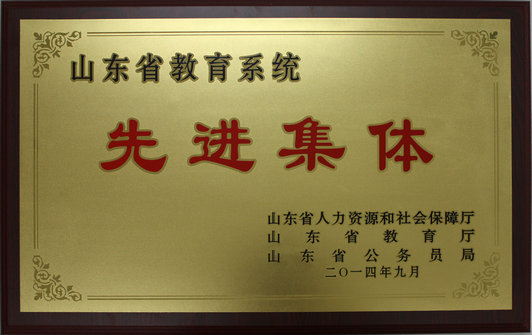 山东省教育系统
先进集体
山东省人力资源和社会保障厅
山东省教育厅
山东省公务员局
二〇一四年九月